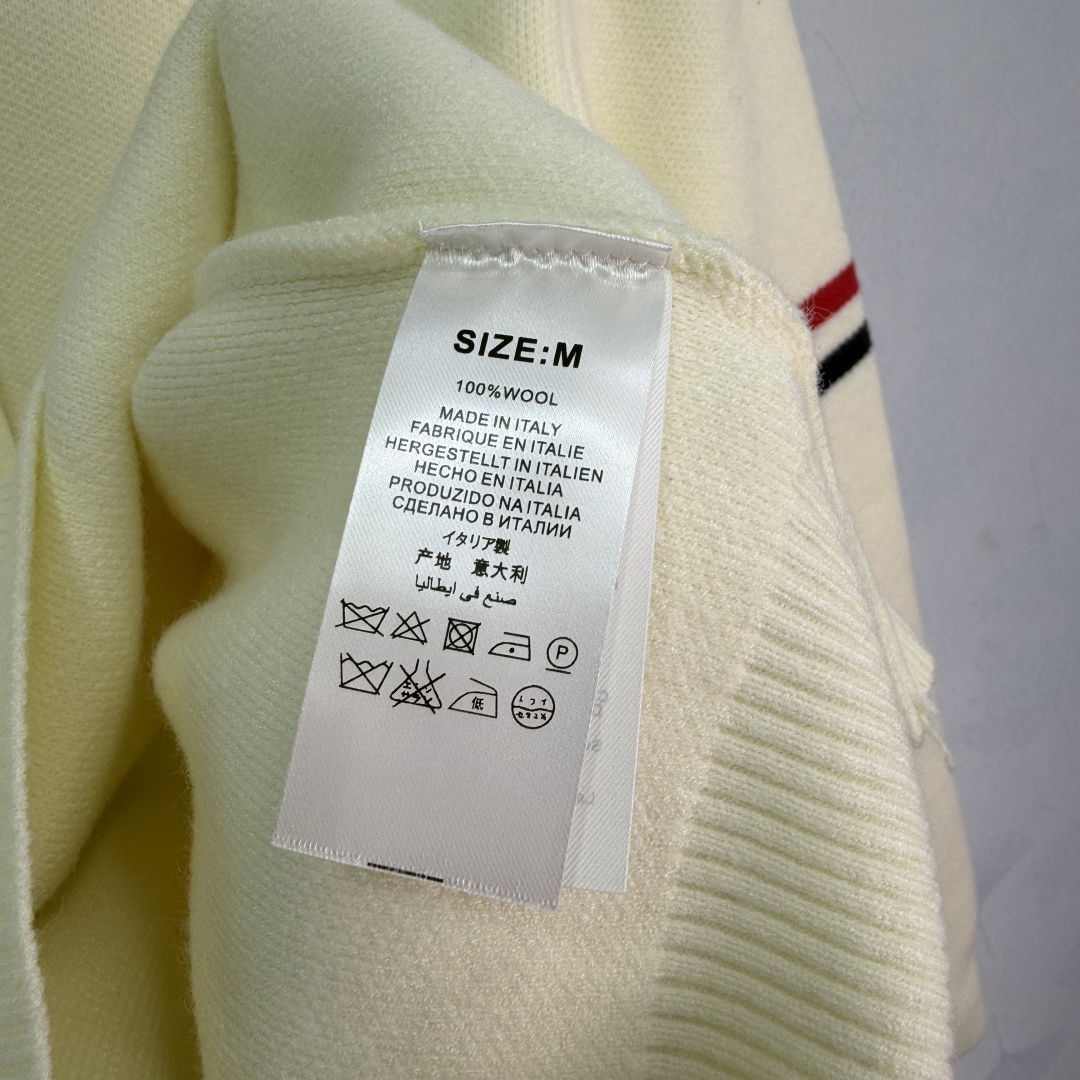 SIZE:M
100%WOOL
MADE IN ITALY
FABRIQUE EN ITALIE
HERGESTELLT IN ITALIEN
HECHO EN ITALIA
PRODUZIDO NA ITALIA
СДЕЛАНО В ИТАЛИИ
イタリア製
产地 意大利
صنع في ايطاليا
P
低